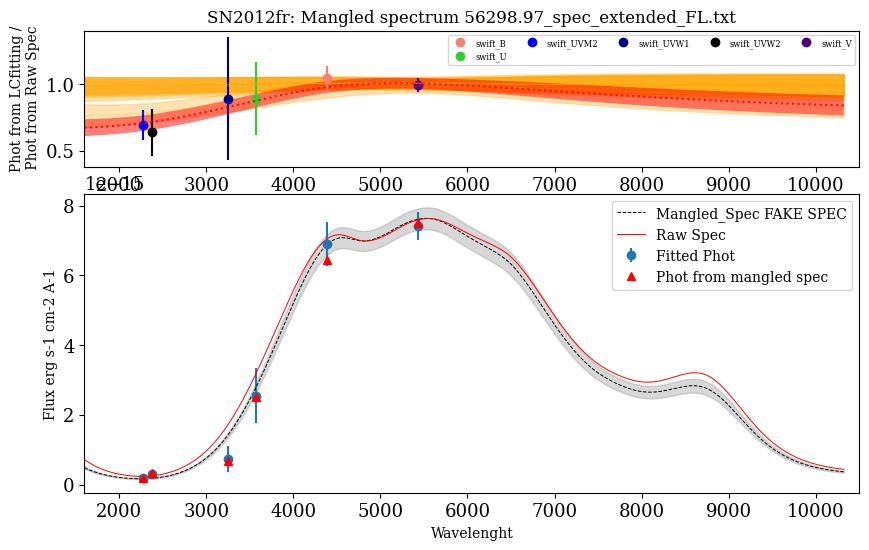 SN2012fr: Mangled spectrum 56298.97_spec_extended_FL.txt
Phot from LCfitting /
Phot from Raw Spec
1.0
0.5
swift_B
swift_UVM2
swift_UVW1
swift_UVW2
swift_V
swift_U
2000 3000 4000 5000 6000 7000 8000 9000 10000
1e−15
Flux erg s-1 cm-2 A-1
8
6
4
2
0
Mangled_Spec FAKE SPEC
Raw Spec
Fitted Phot
Phot from mangled spec
2000 3000 4000 5000 6000 7000 8000 9000 10000
Wavelenght